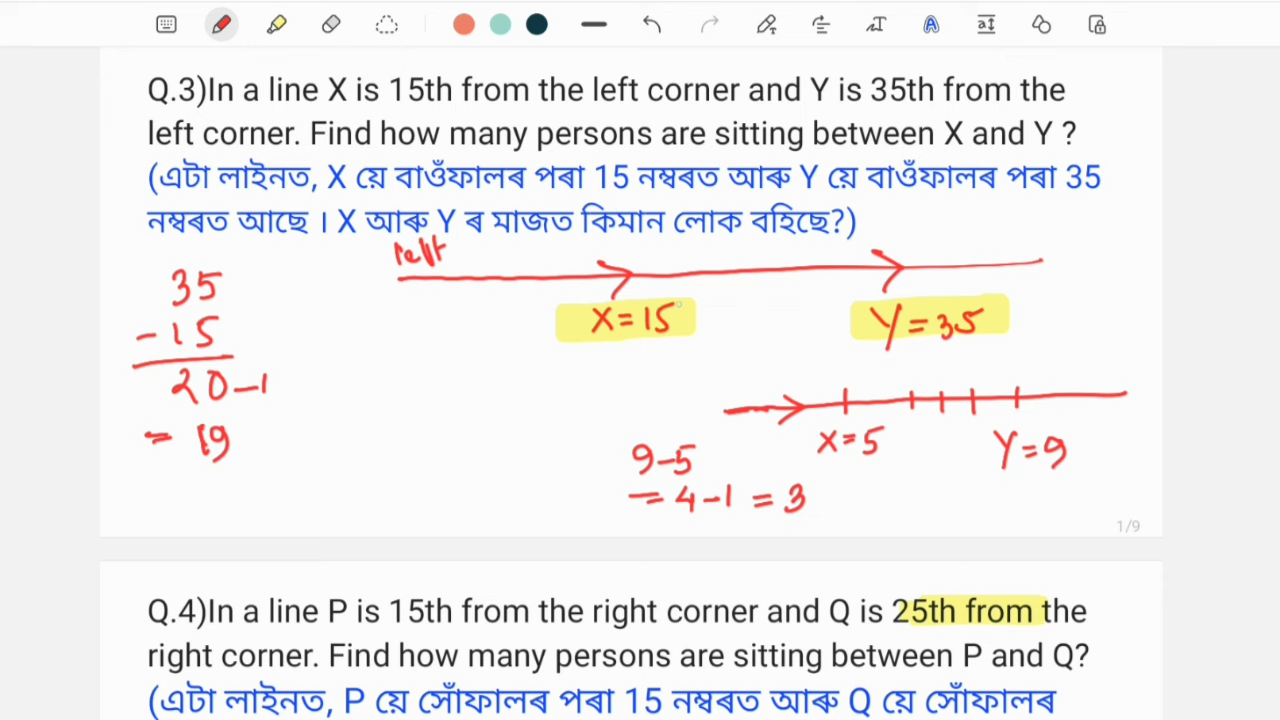 Q.3)In a line X is 15th from the left corner and Y is 35th from the
left corner. Find how many persons are sitting between X and Y ?
(এটা লাইনত, X য়ে বাওঁফালৰ পৰা 15 নম্বৰত আৰু Y য়ে বাওঁফালৰ পৰা 35
নম্বৰত আছে । X আৰু Y ৰ মাজত কিমান লোক বহিছে?)
left
35
-15
20-1
= 19
X=15
Y=35
X=5
Y=9
9-5
=4-1=3
1/9
Q.4)In a line P is 15th from the right corner and Q is 25th from the
right corner. Find how many persons are sitting between P and Q?
(এটা লাইনত, P য়ে সোঁফালৰ পৰা 15 নম্বৰত আৰু Q য়ে সোঁফালৰ